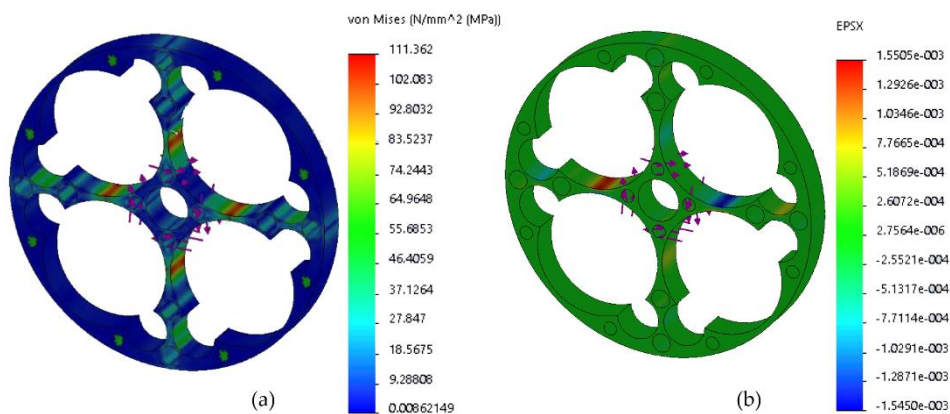 von Mises (N/mm^2 (MPa))
111.362
102.083
92.8032
83.5237
74.2443
64.9648
55.6853
46.4059
37.1264
27.847
18.5675
9.28808
0.00862149
(a)
EPSX
1.5505e-003
1.2926e-003
1.0346e-003
7.7665e-004
5.1869e-004
2.6072e-004
2.7564e-006
-2.5521e-004
-5.1317e-004
-7.7114e-004
-1.0291e-003
-1.2871e-003
-1.5450e-003
(b)